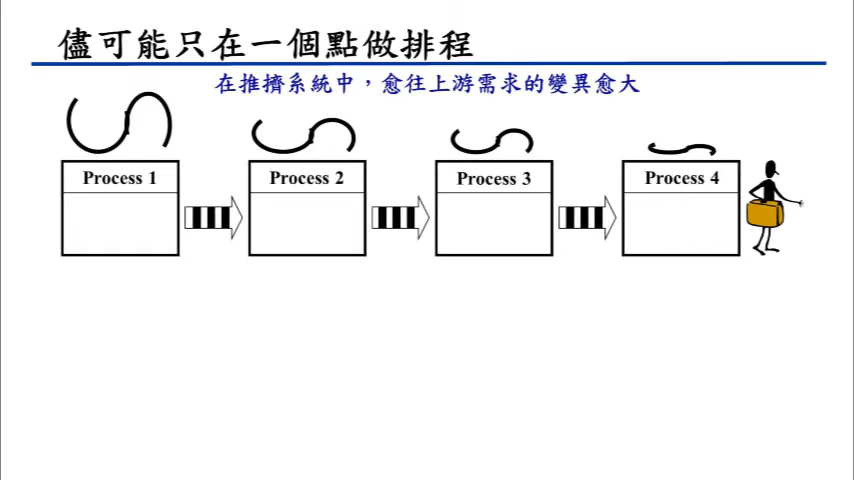 儘可能只在一個點做排程
在推擠系統中，愈往上游需求的變異愈大
Process 1
Process 2
Process 3
Process 4